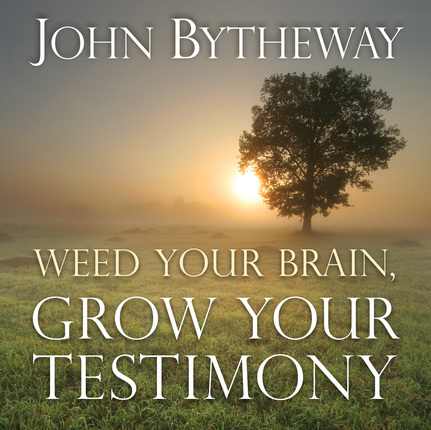 JOHN BYTHEWAY
WEED YOUR BRAIN,
GROW YOUR
TESTIMONY